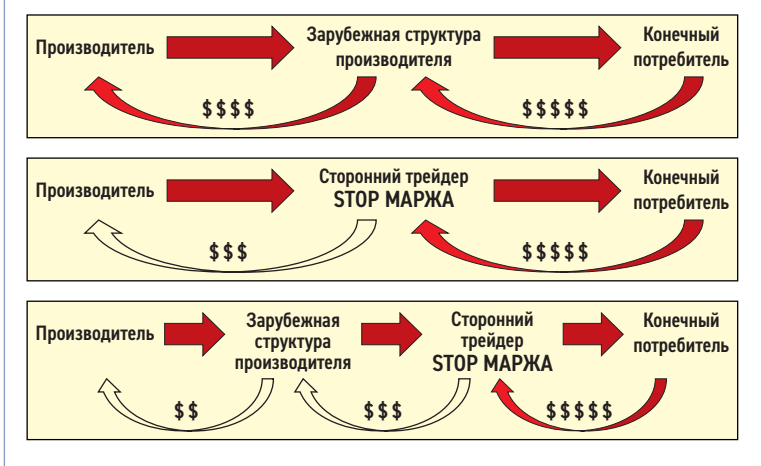 Производитель
Зарубежная структура
производителя
Конечный
потребитель
$$$$
$$$$$
Производитель
Сторонний трейдер
STOP МАРЖА
Конечный
потребитель
$$$
$$$$$
Производитель
Зарубежная
структура
производителя
Сторонний
трейдер
STOP МАРЖА
Конечный
потребитель
$$
$$$
$$$$$